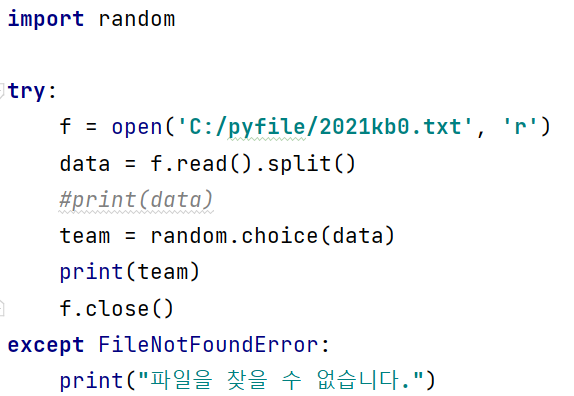 import random
try:
f = open('C:/pyfile/2021kb0.txt', 'r')
data = f.read().split()
#print(data)
team = random.choice(data)
print(team)
f.close()
except FileNotFoundError:
print("파일을 찾을 수 없습니다.")